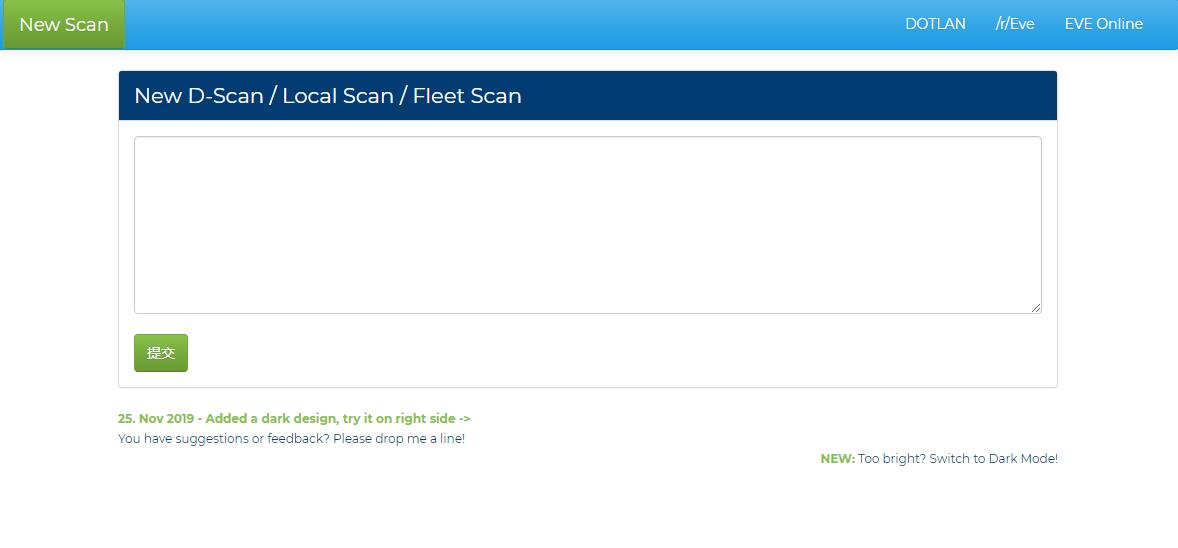 New Scan DOTLAN /r/Eve EVE Online
New D-Scan / Local Scan / Fleet Scan
提交
25. Nov 2019 - Added a dark design, try it on right side ->
You have suggestions or feedback? Please drop me a line!
NEW: Too bright? Switch to Dark Mode!